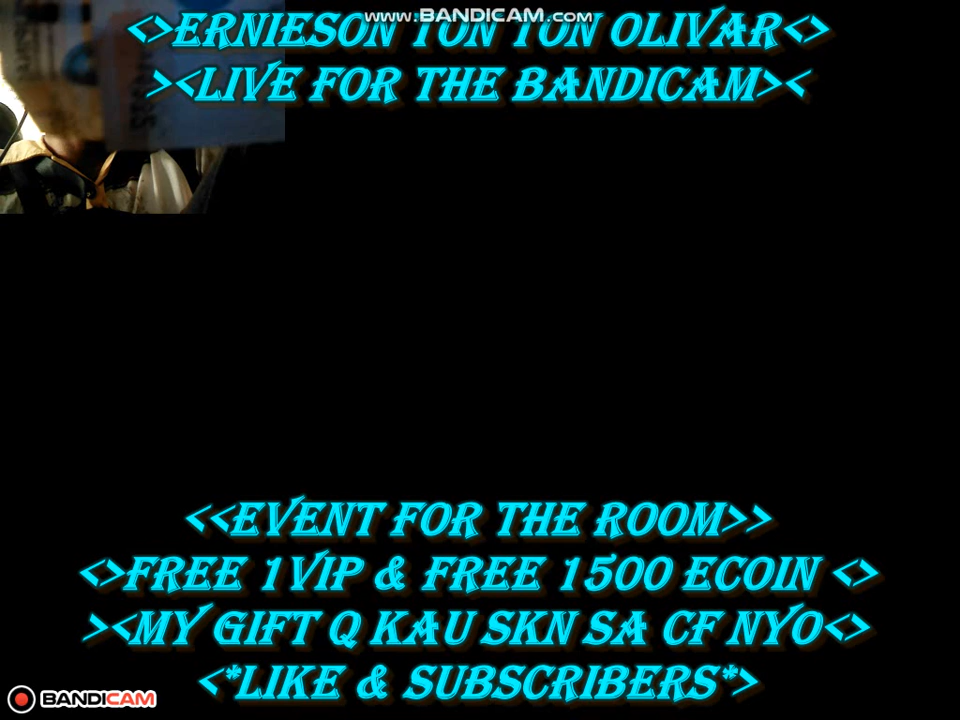 www.BANDICAM.com
<>ERNIESON TON TON OLIVAR<>
><LIVE FOR THE BANDICAM><
<<EVENT FOR THE ROOM>>
<>FREE 1VIP & FREE 1500 ECOIN <>
><MY GIFT Q KAU SKN SA CF NYO<>
<*LIKE & SUBSCRIBERS*>
BANDICAM